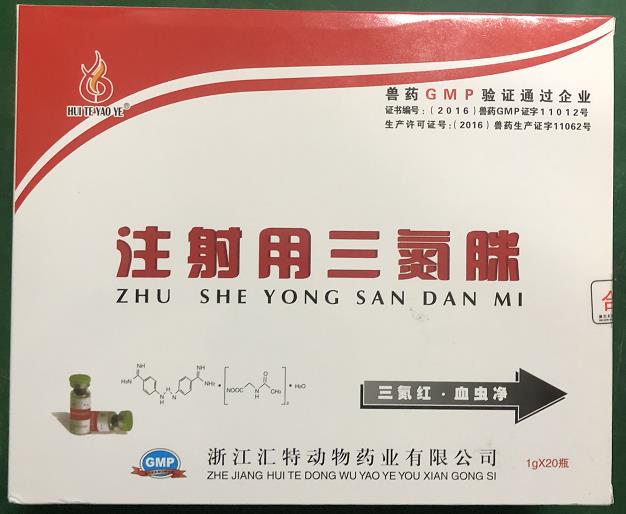 HUI TE YAO YE®
兽药GMP验证通过企业
证书编号：(2016)兽药GMP证字11012号
生产许可证号：(2016)兽药生产证字11062号
注射用三氮脒
ZHU SHE YONG SAN DAN MI
合
三氮红·血虫净
GMP
浙江汇特动物药业有限公司
ZHE JIANG HUI TE DONG WU YAO YE YOU XIAN GONG SI
1gX20瓶